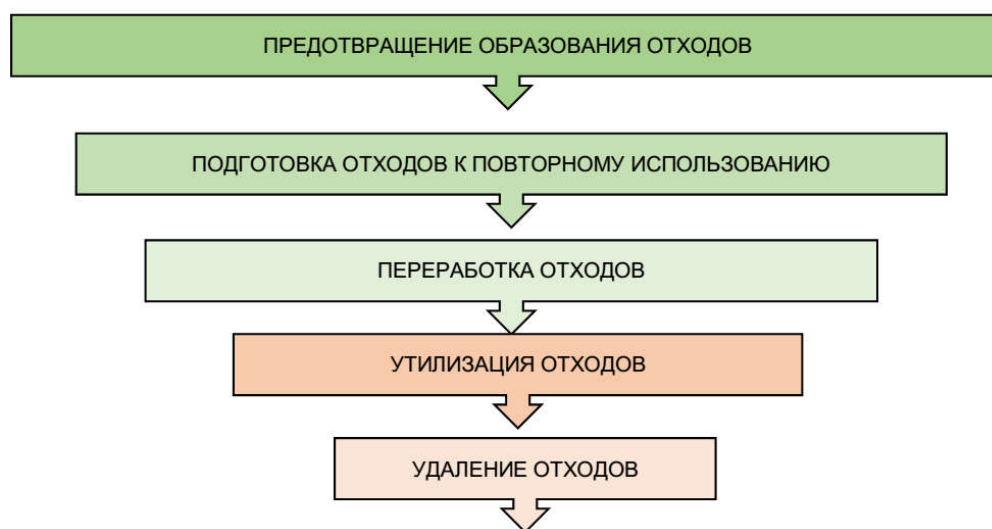 ПРЕДОТВРАЩЕНИЕ ОБРАЗОВАНИЯ ОТХОДОВ
ПОДГОТОВКА ОТХОДОВ К ПОВТОРНОМУ ИСПОЛЬЗОВАНИЮ
ПЕРЕРАБОТКА ОТХОДОВ
УТИЛИЗАЦИЯ ОТХОДОВ
УДАЛЕНИЕ ОТХОДОВ